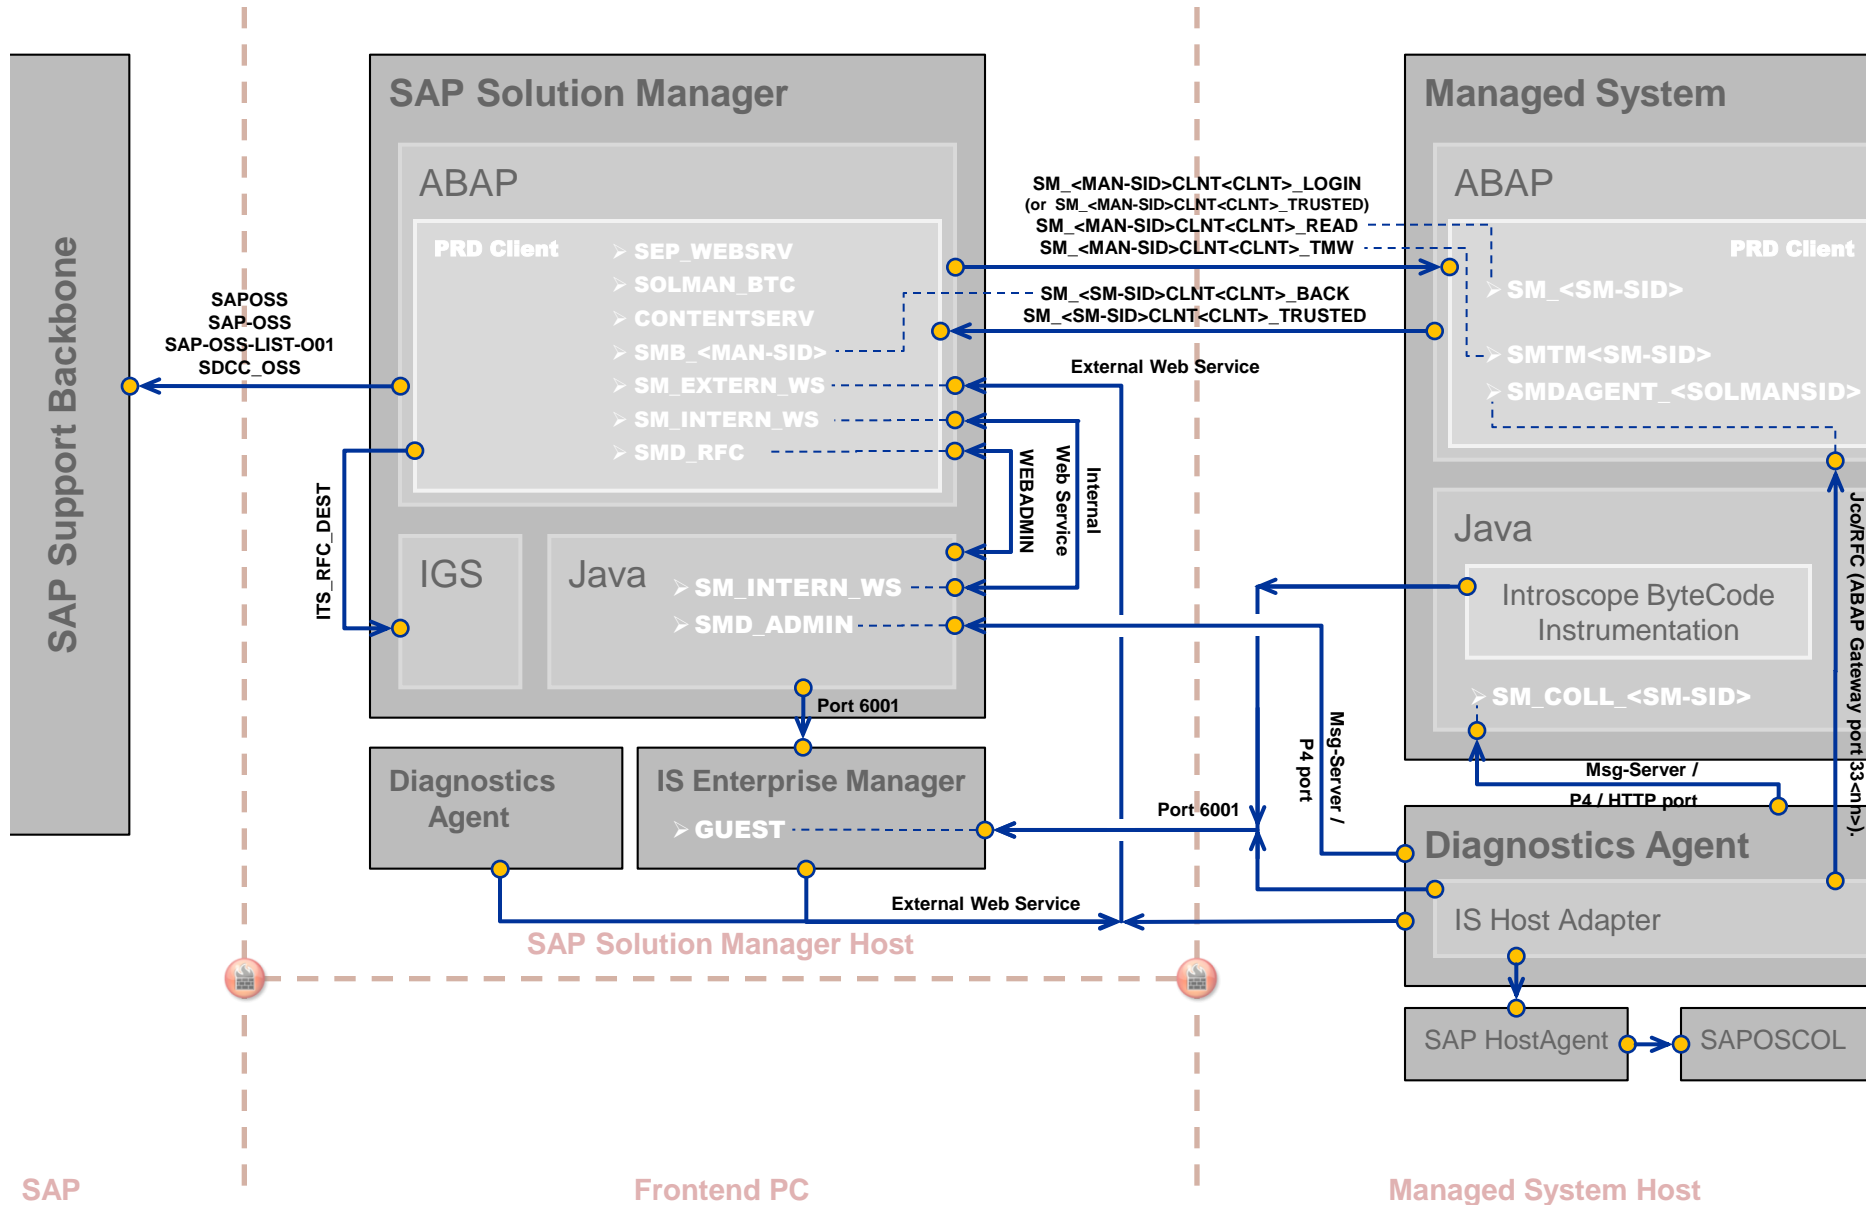 SAP Support Backbone
SAPOSS
SAP-OSS
SAP-OSS-LIST-O01
SDCC_OSS
SAP Solution Manager
ABAP
PRD Client
SEP_WEBSRV
SOLMAN_BTC
CONTENTSERV
SMB_<MAN-SID>
SM_EXTERN_WS
SM_INTERN_WS
SMD_RFC
ITS_RFC_DEST
IGS
Java
SM_INTERN_WS
SMD_ADMIN
WEBADMIN
Internal
Web Service
Port 6001
Diagnostics
Agent
IS Enterprise Manager
GUEST
External Web Service
SAP Solution Manager Host
SM_<MAN-SID>CLNT<CLNT>_LOGIN
(or SM_<MAN-SID>CLNT<CLNT>_TRUSTED)
SM_<MAN-SID>CLNT<CLNT>_READ
SM_<MAN-SID>CLNT<CLNT>_TMW
SM_<SM-SID>CLNT<CLNT>_BACK
SM_<SM-SID>CLNT<CLNT>_TRUSTED
External Web Service
Port 6001
Msg-Server /
P4 port
Managed System
ABAP
PRD Client
SM_<SM-SID>
SMTM<SM-SID>
SMDAGENT_<SOLMANSID>
Java
Introscope ByteCode
Instrumentation
SM_COLL_<SM-SID>
Jco/RFC (ABAP Gateway port 33<nn>).
Msg-Server /
P4 / HTTP port
Diagnostics Agent
IS Host Adapter
SAP HostAgent
SAPOSCOL
SAP
Frontend PC
Managed System Host